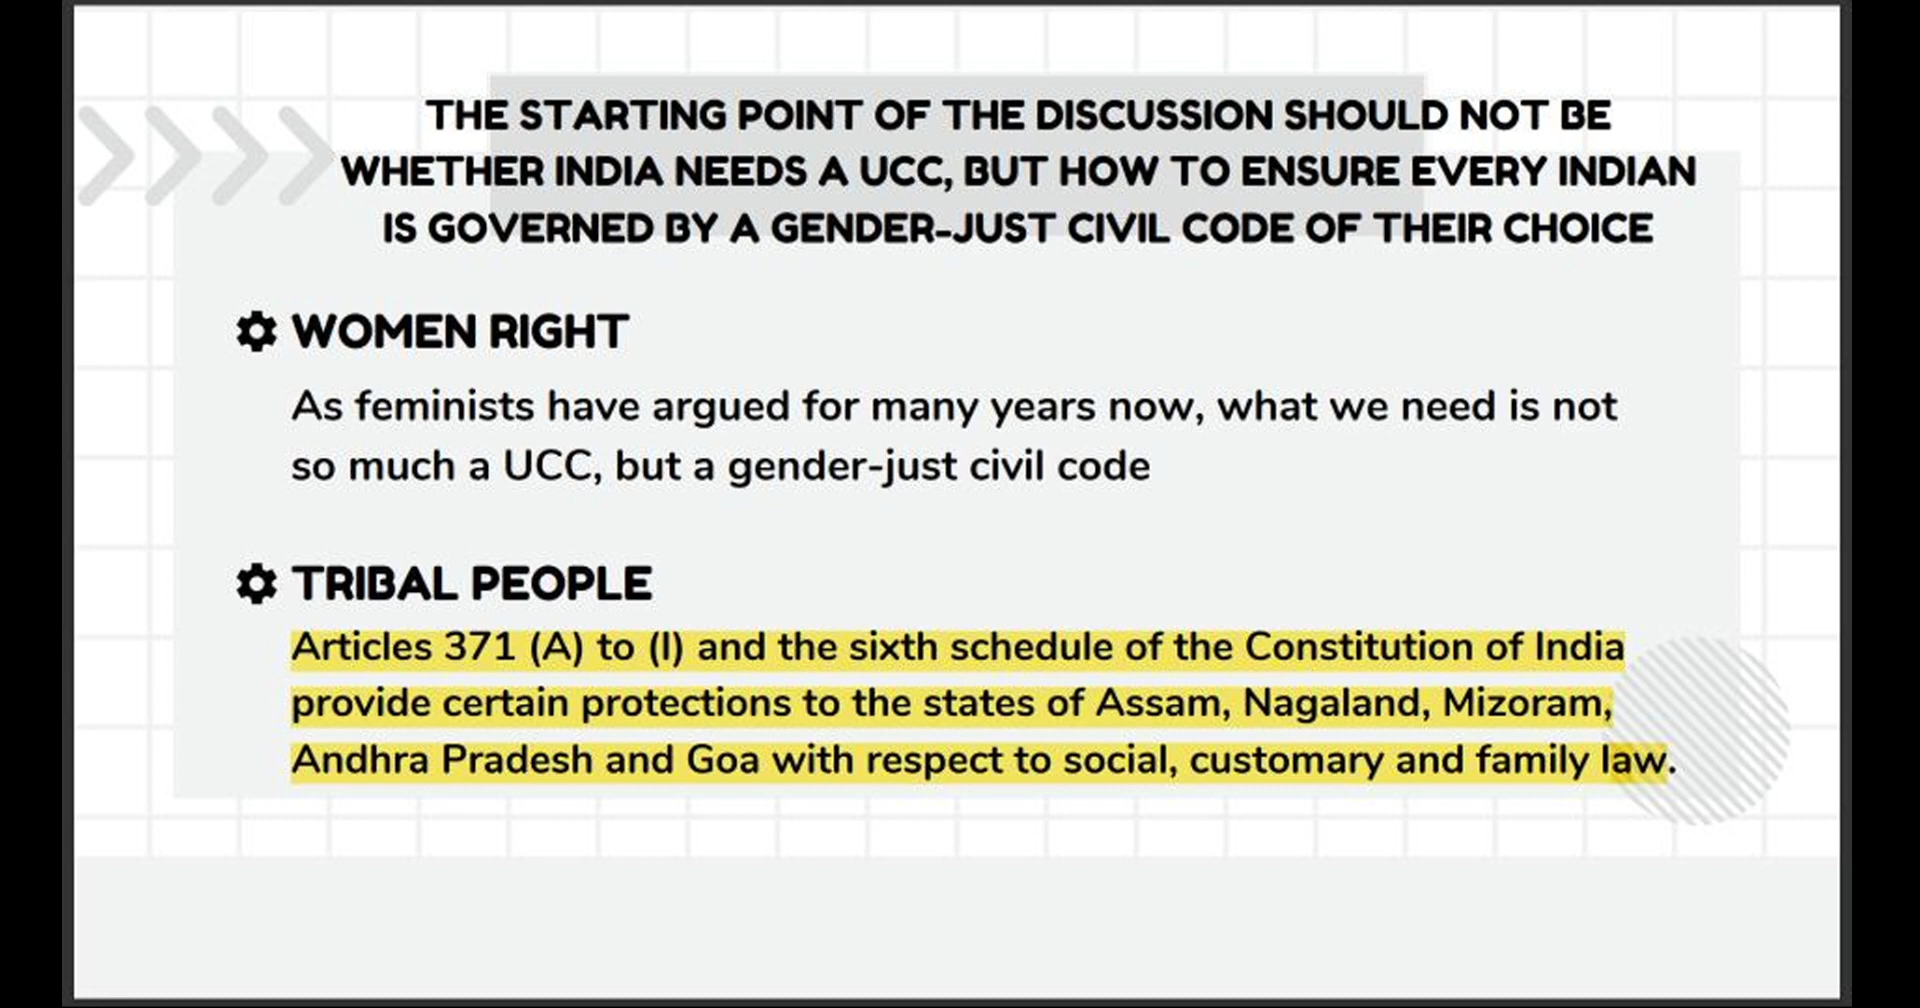 THE STARTING POINT OF THE DISCUSSION SHOULD NOT BE
WHETHER INDIA NEEDS A UCC, BUT HOW TO ENSURE EVERY INDIAN
IS GOVERNED BY A GENDER-JUST CIVIL CODE OF THEIR CHOICE
WOMEN RIGHT
As feminists have argued for many years now, what we need is not
so much a UCC, but a gender-just civil code
TRIBAL PEOPLE
Articles 371 (A) to (I) and the sixth schedule of the Constitution of India
provide certain protections to the states of Assam, Nagaland, Mizoram,
Andhra Pradesh and Goa with respect to social, customary and family law.